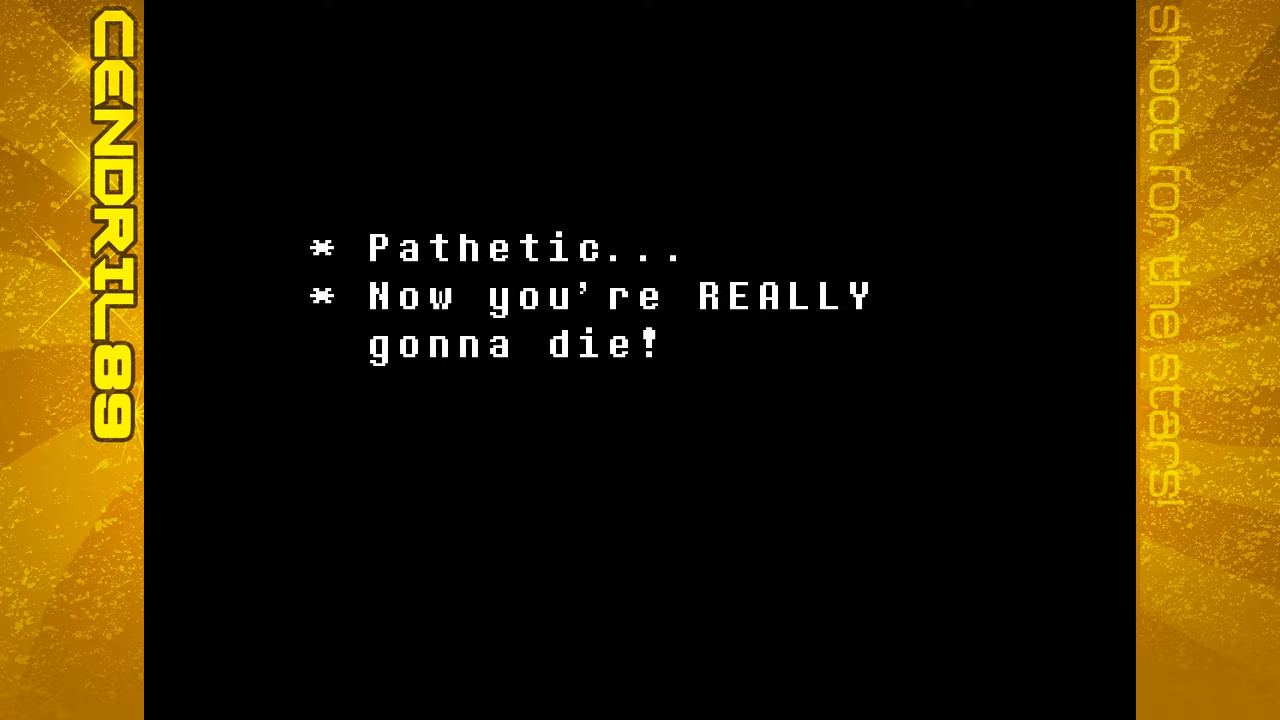 CENDRIL89
* Pathetic...
* Now you're REALLY
gonna die!
shoot for the stars!